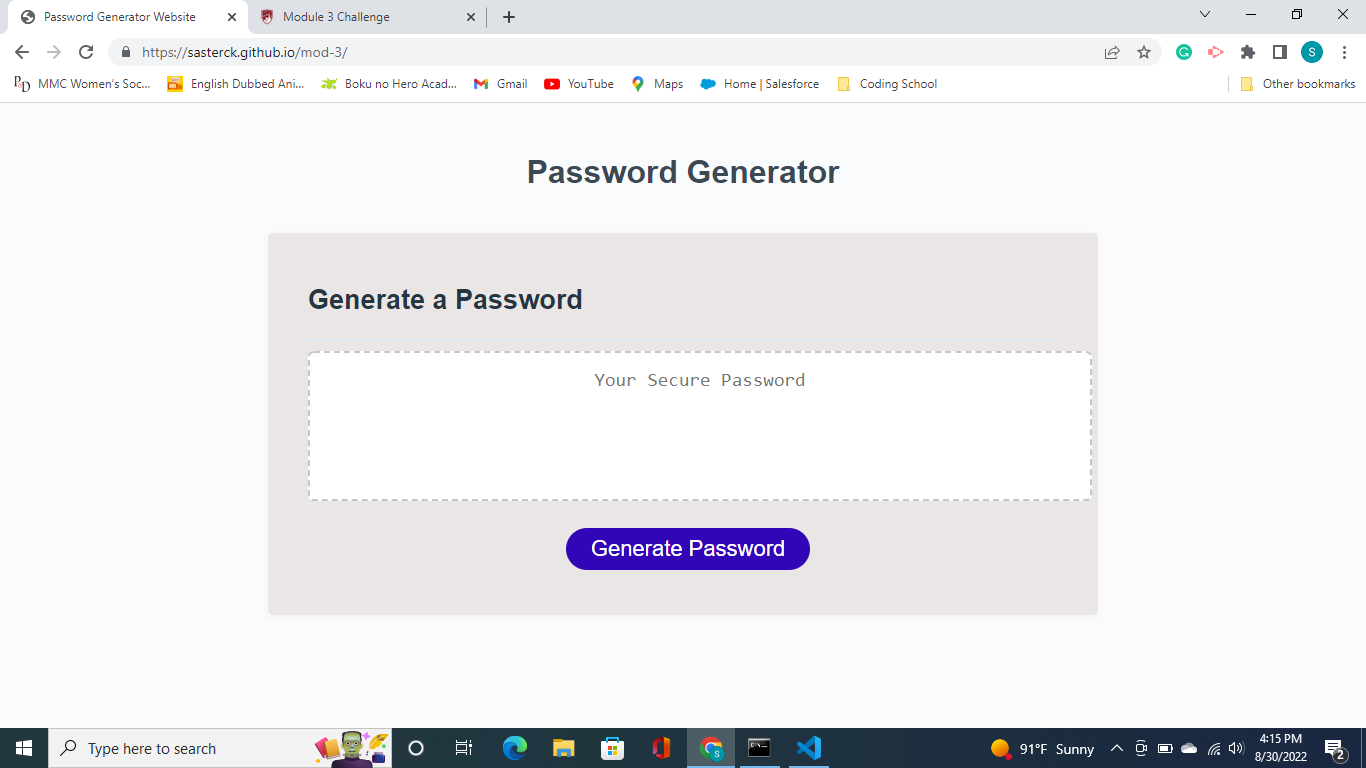 Password Generator Website
Module 3 Challenge
https://sasterck.github.io/mod-3/
S
MMC Women's Soc...
English Dubbed Ani...
Boku no Hero Acad...
Gmail
YouTube
Maps
Home | Salesforce
Coding School
Other bookmarks
Password Generator
Generate a Password
Your Secure Password
Generate Password
Type here to search
S
91°F Sunny
4:15 PM
8/30/2022
2